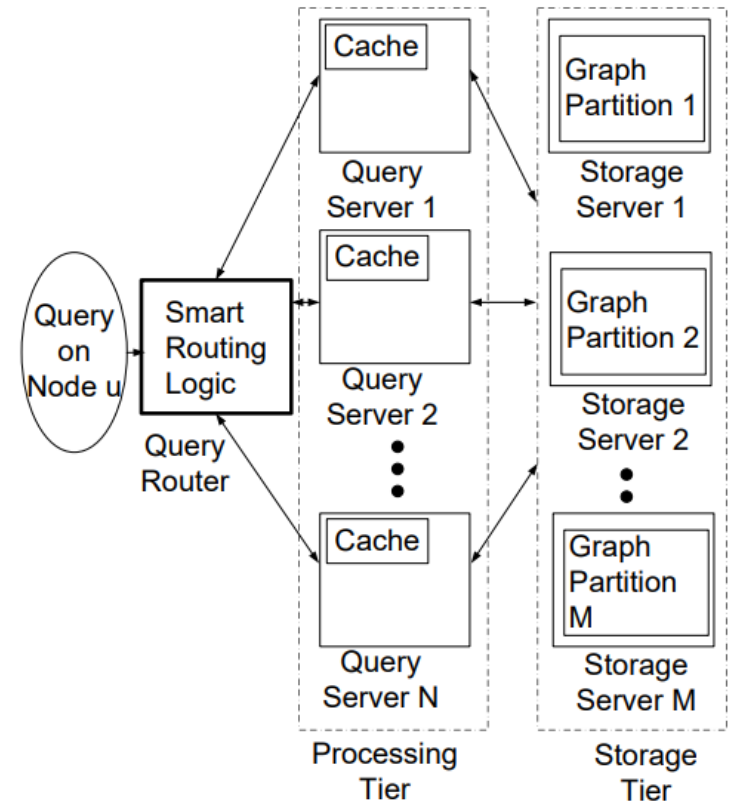 Query
on
Node u
Smart
Routing
Logic
Query
Router
Cache
Query
Server 1
Cache
Query
Server 2
Cache
Query
Server N
Processing
Tier
Graph
Partition 1
Storage
Server 1
Graph
Partition 2
Storage
Server 2
Graph
Partition
M
Storage
Server M
Storage
Tier